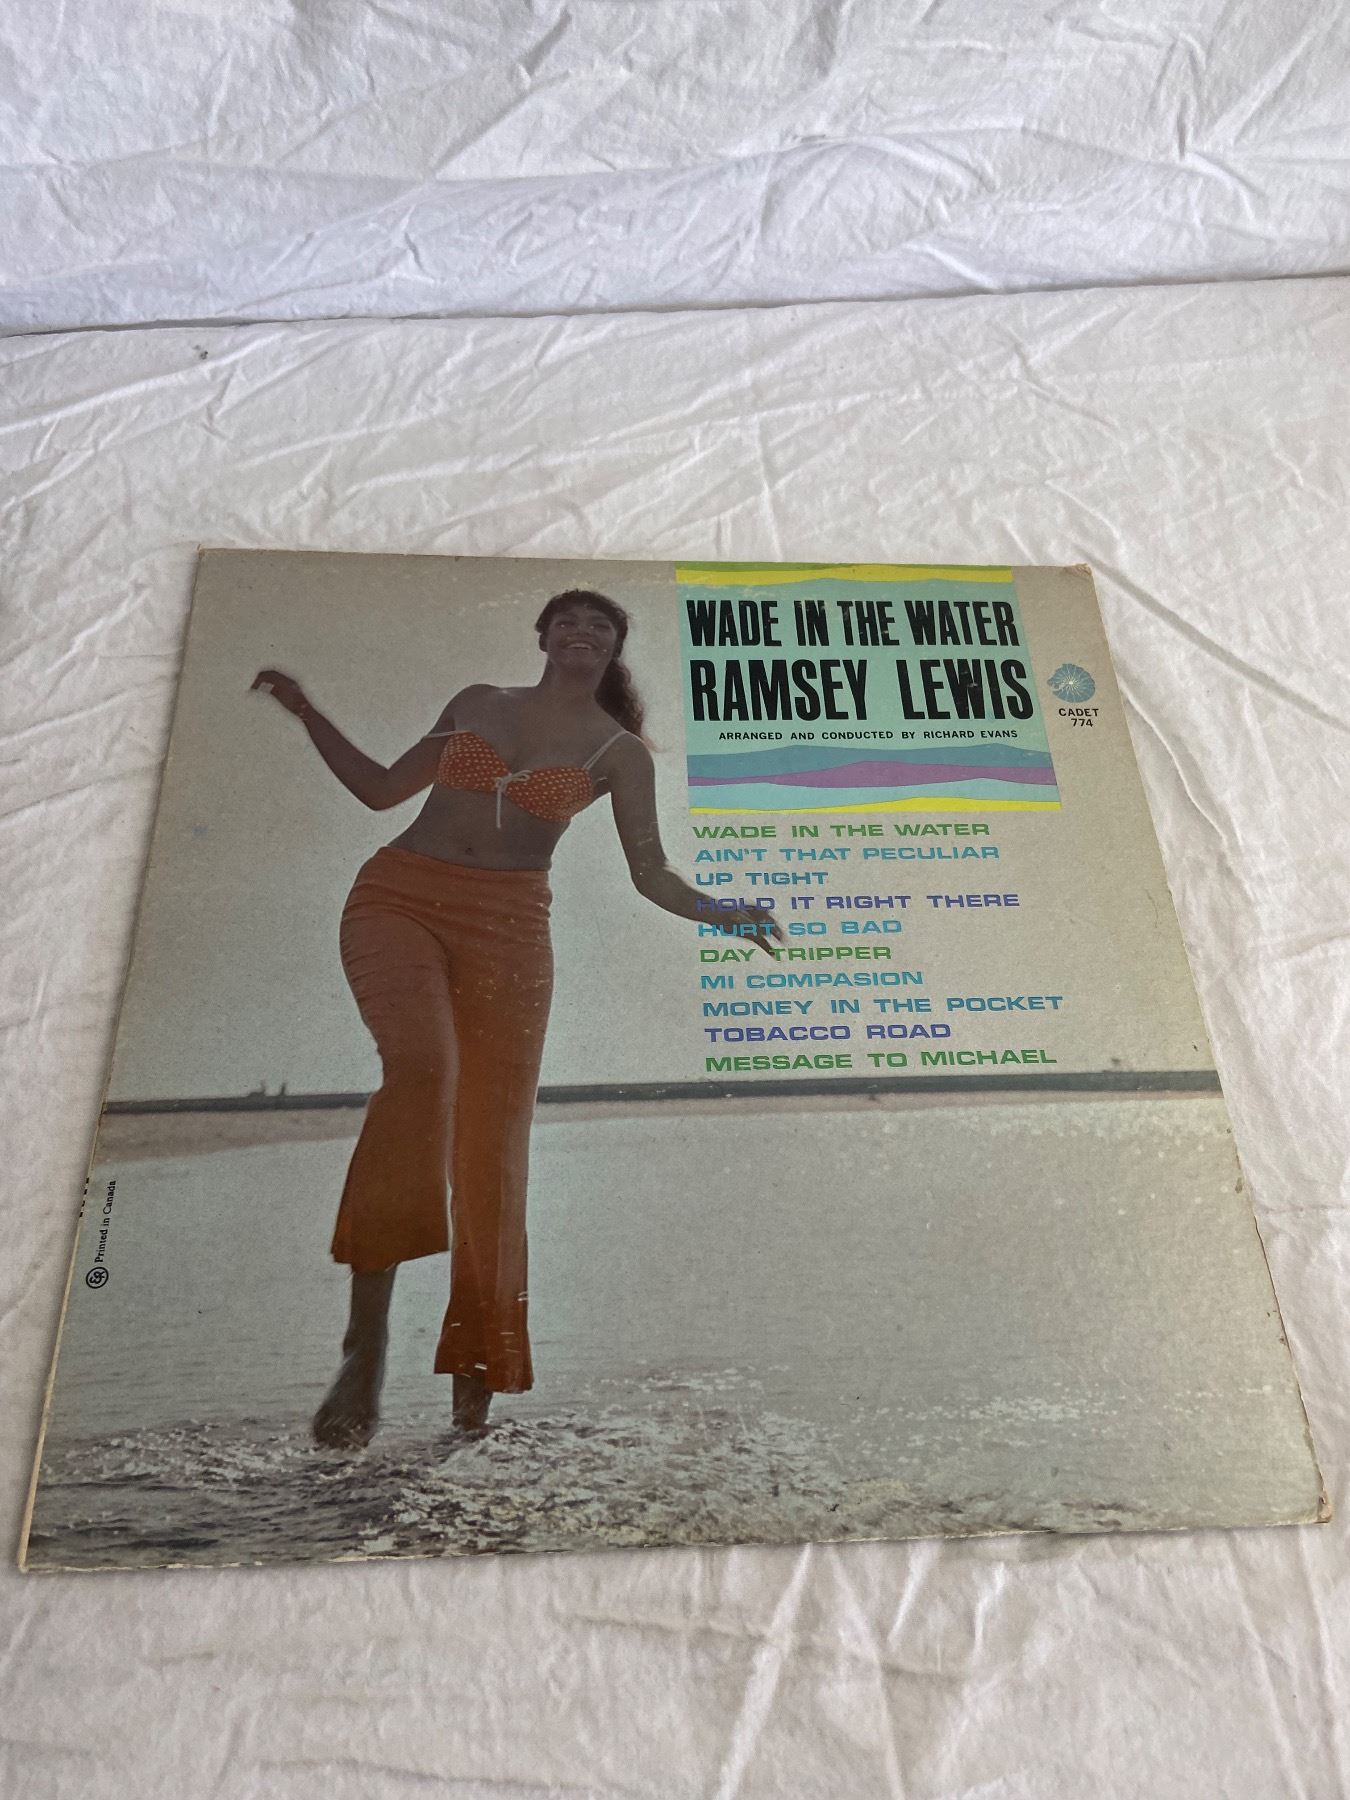 WADE IN THE WATER
RAMSEY LEWIS
ARRANGED AND CONDUCTED BY RICHARD EVANS
CADET
774
WADE IN THE WATER
AIN'T THAT PECULIAR
UP TIGHT
HOLD IT RIGHT THERE
HURT SO BAD
DAY TRIPPER
MI COMPASION
MONEY IN THE POCKET
TOBACCO ROAD
MESSAGE TO MICHAEL
Printed in Canada